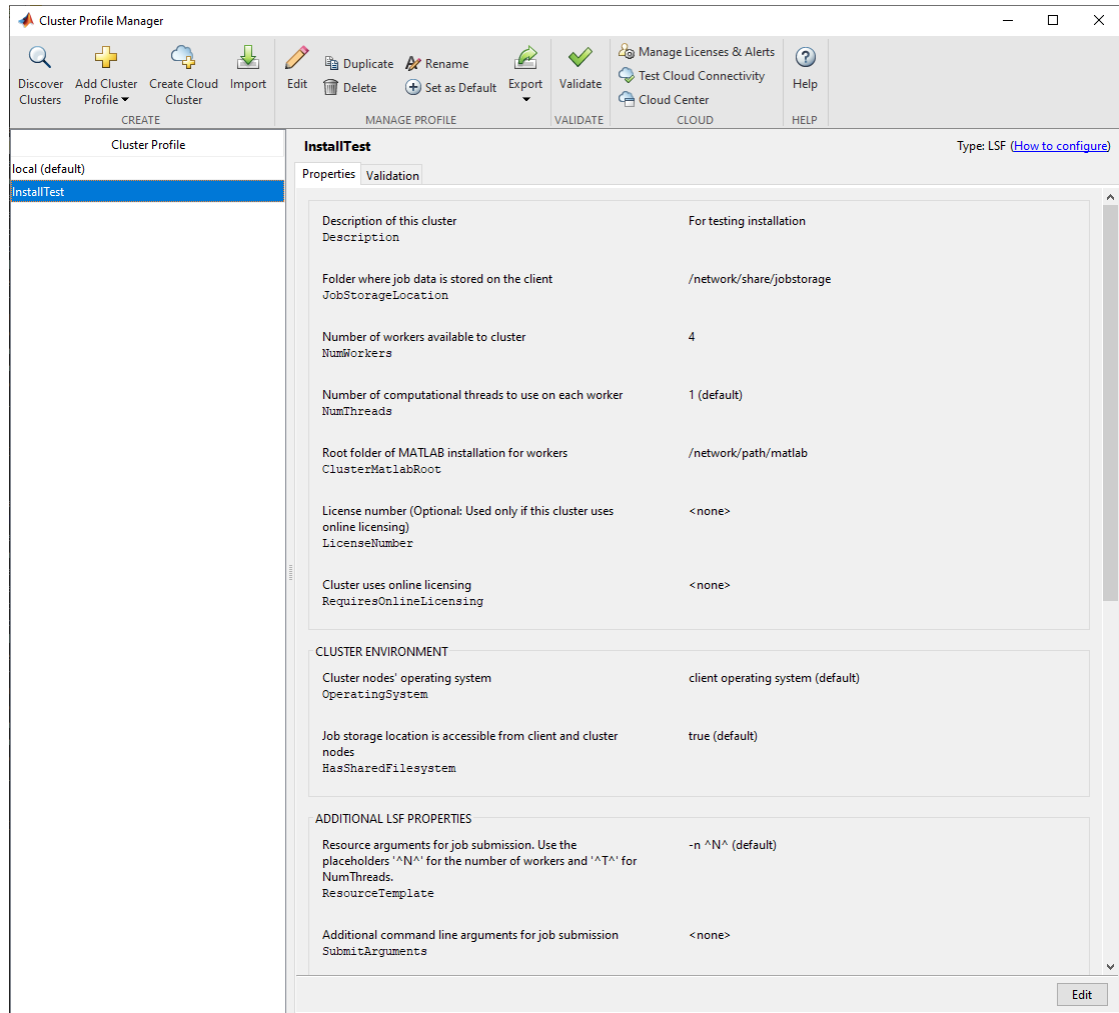 Cluster Profile Manager
Discover Clusters
Add Cluster Profile
Create Cloud Cluster
Import
CREATE
Edit
Duplicate
Delete
Rename
Set as Default
Export
MANAGE PROFILE
Validate
VALIDATE
Manage Licenses & Alerts
Test Cloud Connectivity
Cloud Center
CLOUD
Help
HELP
Cluster Profile
local (default)
InstallTest
InstallTest
Type: LSF (How to configure)
Properties
Validation
Description of this cluster For testing installation
Description
Folder where job data is stored on the client /network/share/jobstorage
JobStorageLocation
Number of workers available to cluster 4
NumWorkers
Number of computational threads to use on each worker 1 (default)
NumThreads
Root folder of MATLAB installation for workers /network/path/matlab
ClusterMatlabRoot
License number (Optional: Used only if this cluster uses <none>
online licensing)
LicenseNumber
Cluster uses online licensing <none>
RequiresOnlineLicensing
CLUSTER ENVIRONMENT
Cluster nodes' operating system client operating system (default)
OperatingSystem
Job storage location is accessible from client and cluster true (default)
nodes
HasSharedFilesystem
ADDITIONAL LSF PROPERTIES
Resource arguments for job submission. Use the -n ^N^ (default)
placeholders '^N^' for the number of workers and '^T^' for
NumThreads.
ResourceTemplate
Additional command line arguments for job submission <none>
SubmitArguments
Edit